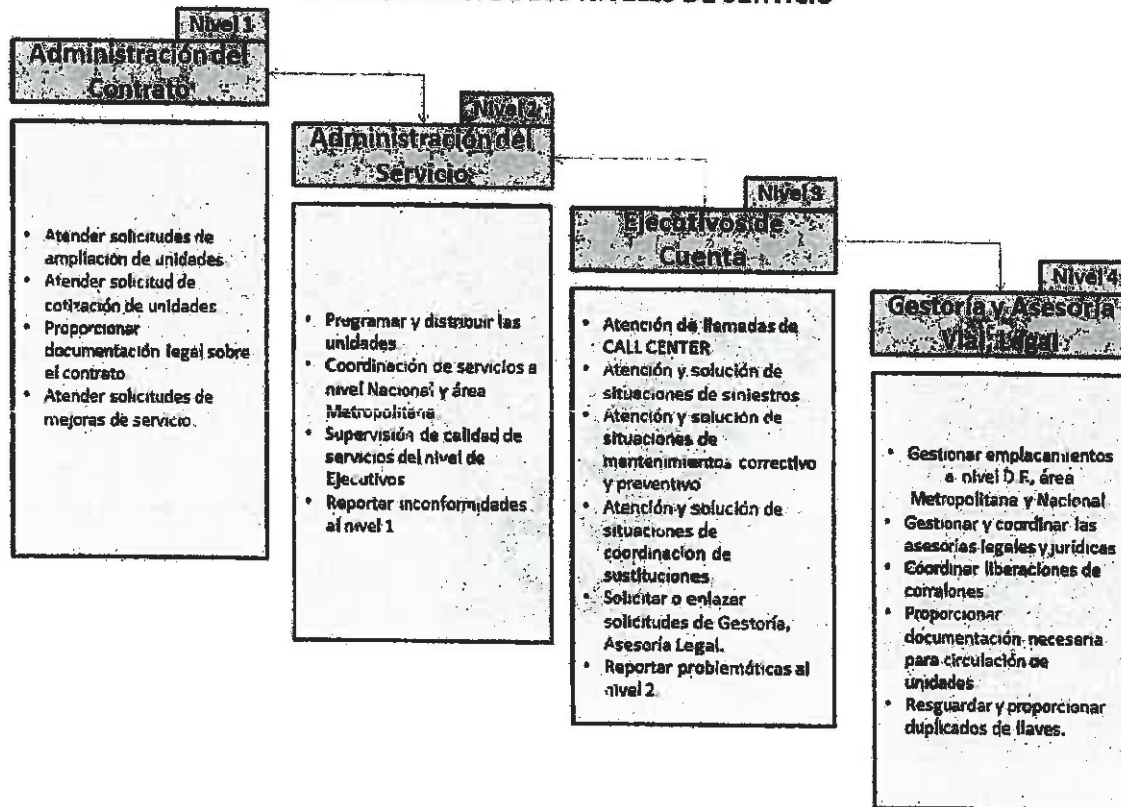 NIVELES DE SERVICIO
Nivel 1
Administración del
Contrato
Atender solicitudes de
ampliación de unidades
Atender solicitud de
cotización de unidades
Proporcionar
documentación legal sobre
el contrato
Atender solicitudes de
mejoras de servicio.
Nivel 2
Administración del
Servicio
Programar y distribuir las
unidades
Coordinación de servicios a
nivel Nacional y área
Metropolitana
Supervisión de calidad de
servicios del nivel de
Ejecutivos
Reportar inconformidades
al nivel 1
Nivel 3
Ejecutivos de
Cuenta
Atención de llamadas de
CALL CENTER
Atención y solución de
situaciones de siniestros
Atención y solución de
situaciones de
mantenimientos correctivo
y preventivo
Atención y solución de
situaciones de
coordinacion de
sustituciones
Solicitar o enlazar
solicitudes de Gestoría,
Asesoría Legal.
Reportar problemáticas al
nivel 2.
Nivel 4
Gestoría y Asesoría
Vial, Legal
Gestionar emplacamientos
a nivel D.F., área
Metropolitana y Nacional
Gestionar y coordinar las
asesorías legales y jurídicas
Coordinar liberaciones de
corralones
Proporcionar
documentación necesaria
para circulación de
unidades
Resguardar y proporcionar
duplicados de llaves.